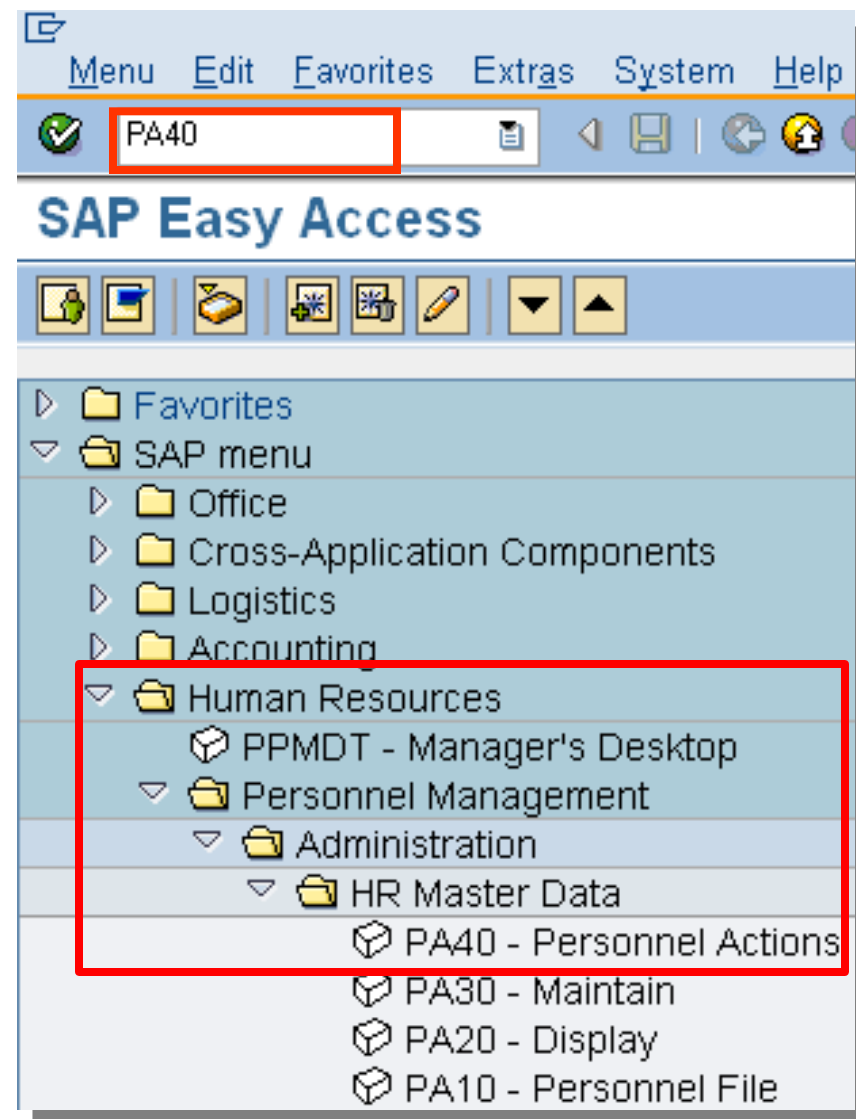 Menu Edit Favorites Extras System Help
PA40
SAP Easy Access
Favorites
SAP menu
Office
Cross-Application Components
Logistics
Accounting
Human Resources
PPMDT - Manager's Desktop
Personnel Management
Administration
HR Master Data
PA40 - Personnel Actions
PA30 - Maintain
PA20 - Display
PA10 - Personnel File